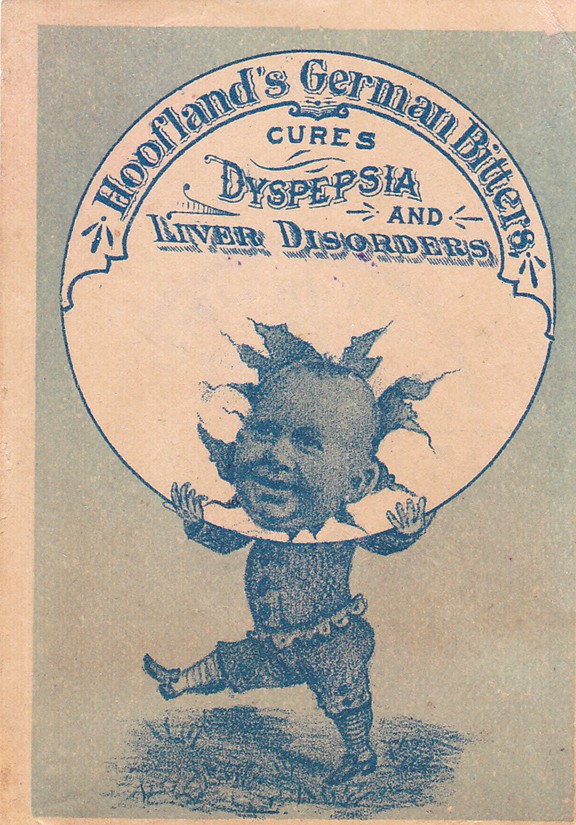 Hoofland's German Bitters
CURES
DYSPEPSIA
AND
LIVER DISORDERS